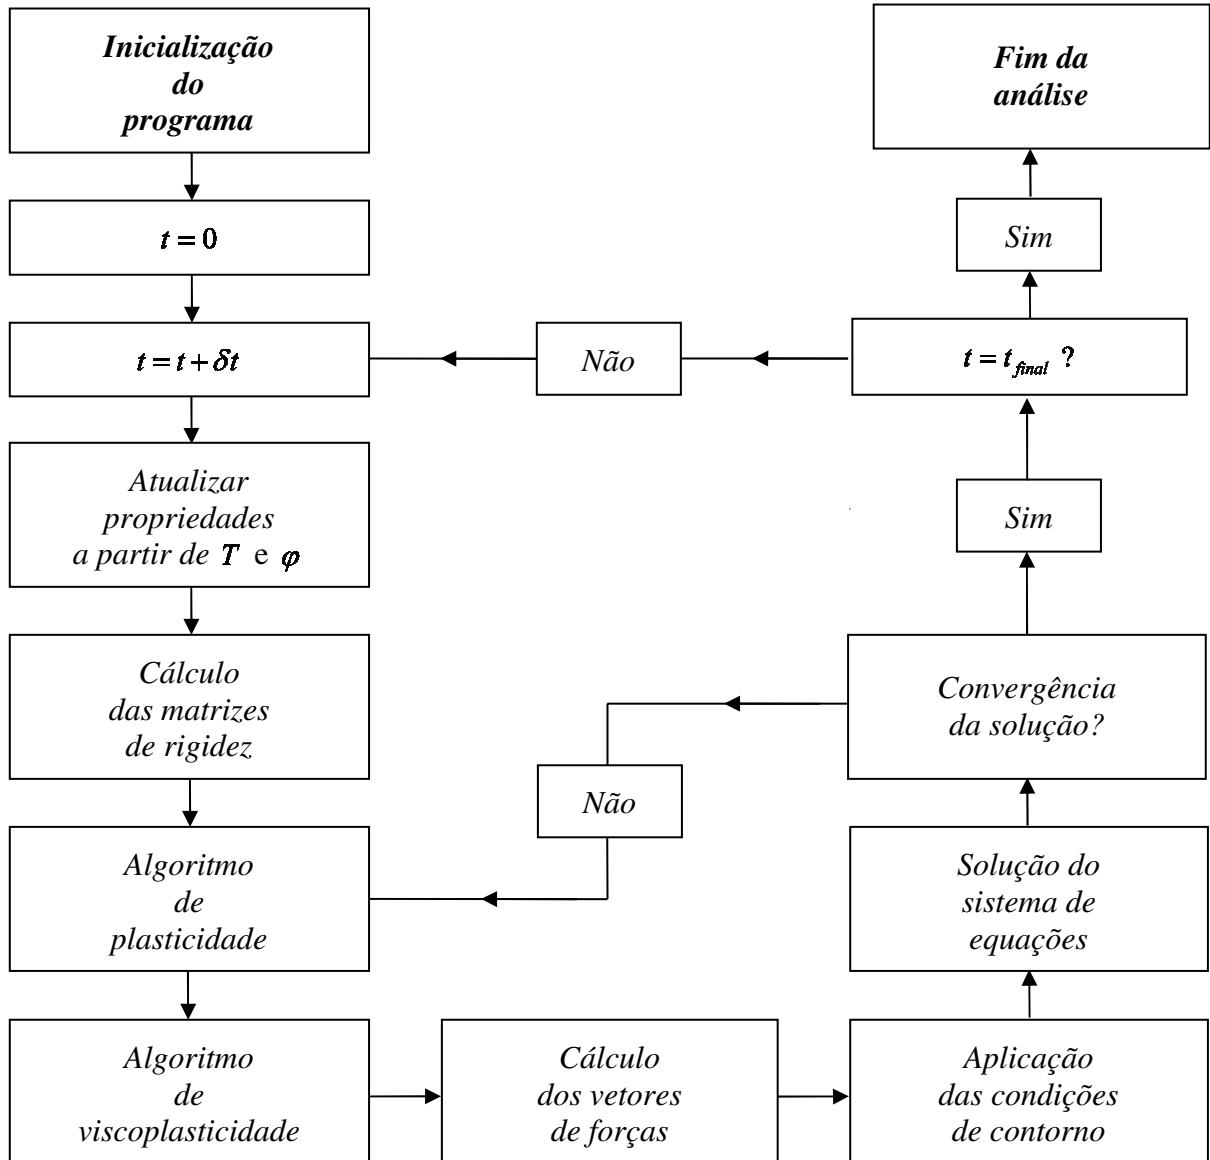 Inicialização
do
programa
t = 0
t = t + δt
Atualizar
propriedades
a partir de T e φ
Cálculo
das matrizes
de rigidez
Algoritmo
de
plasticidade
Algoritmo
de
viscoplasticidade
Cálculo
dos vetores
de forças
Aplicação
das condições
de contorno
Solução do
sistema de
equações
Convergência
da solução?
Não
Sim
t = t_final ?
Não
Sim
Fim da
análise